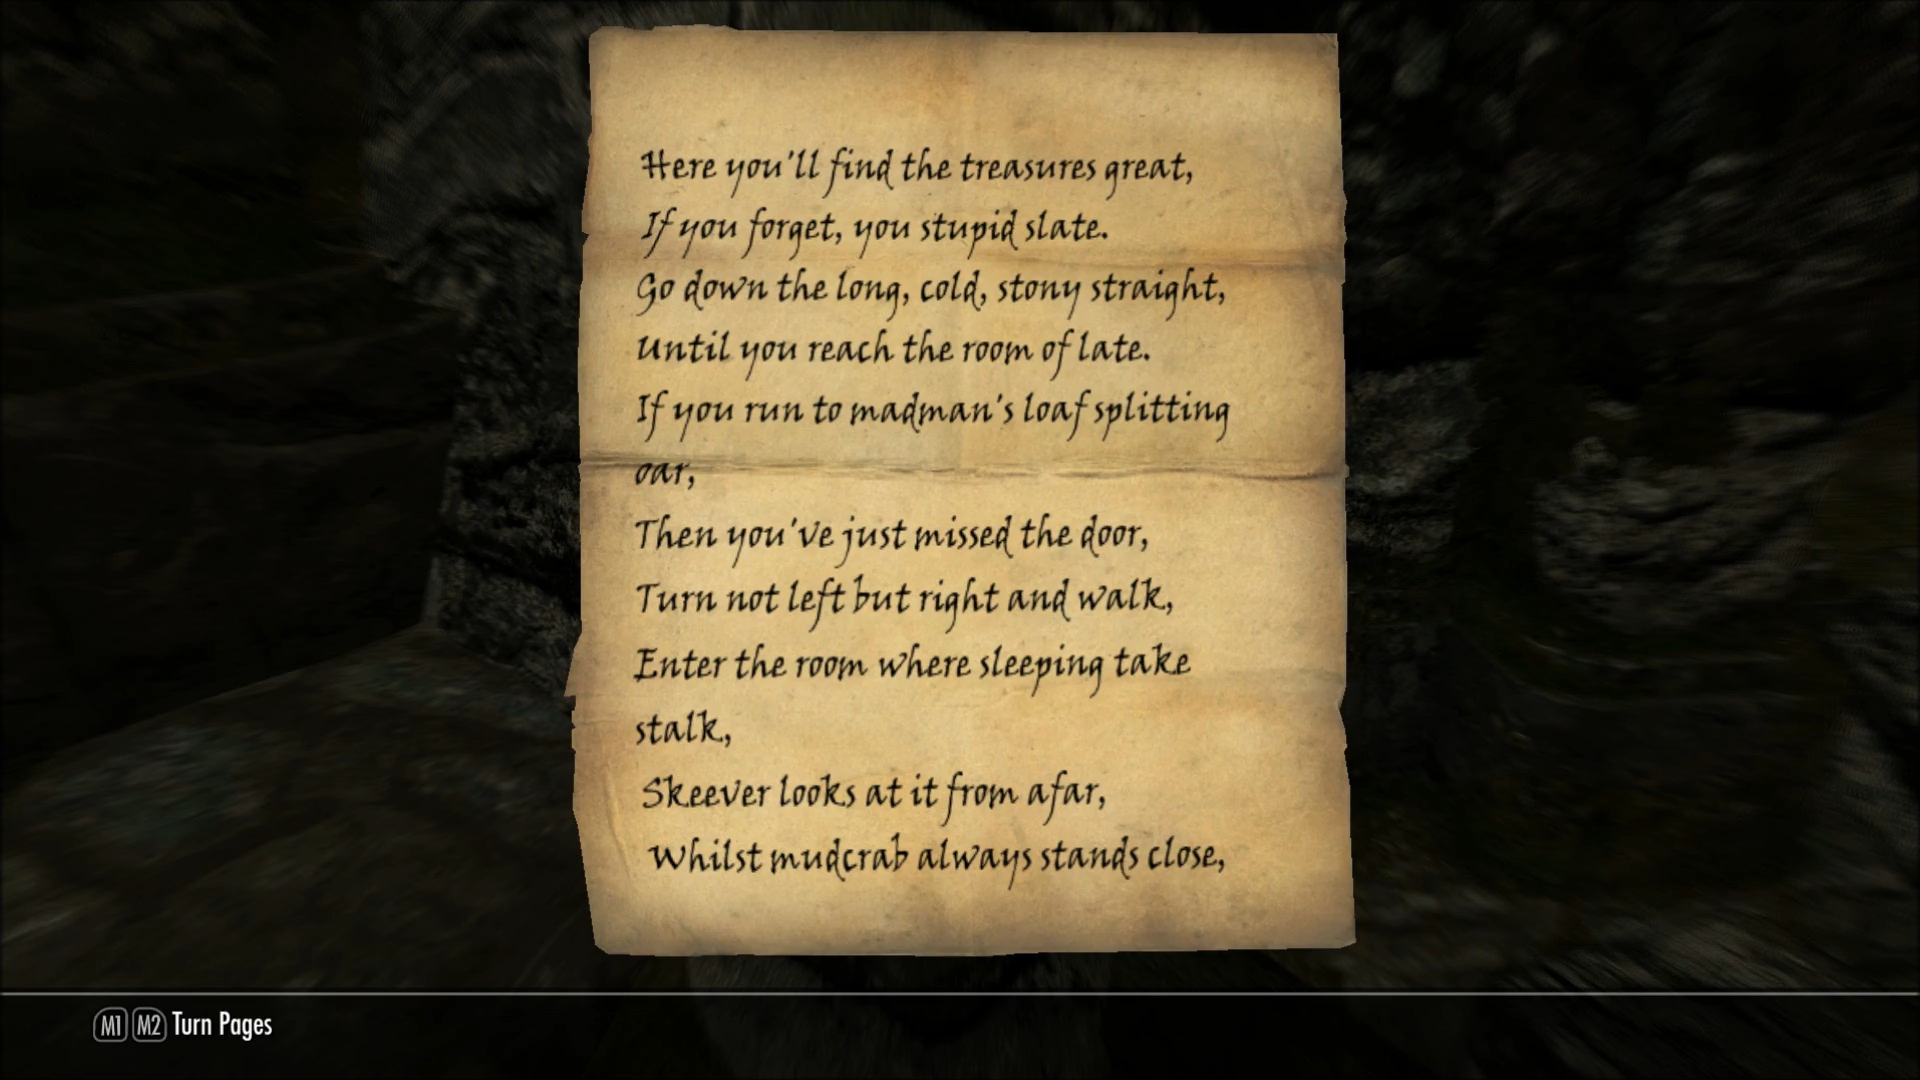 Here you'll find the treasures great,
If you forget, you stupid slate.
Go down the long, cold, stony straight,
Until you reach the room of late.
If you run to madman's loaf splitting
oar,
Then you've just missed the door,
Turn not left but right and walk,
Enter the room where sleeping take
stalk,
Skeever looks at it from afar,
Whilst mudcrab always stands close,
M1 M2 Turn Pages